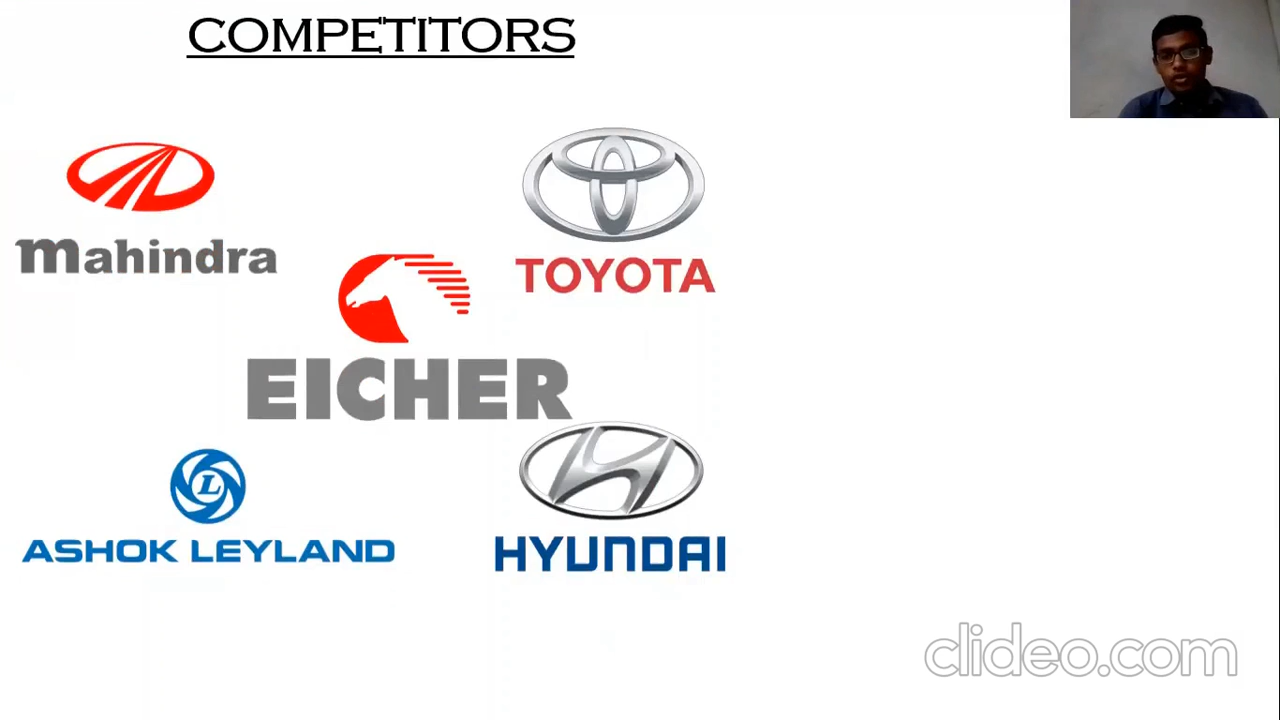 COMPETITORS
mahindra
TOYOTA
EICHER
L
ASHOK LEYLAND
HYUNDAI
clideo.com